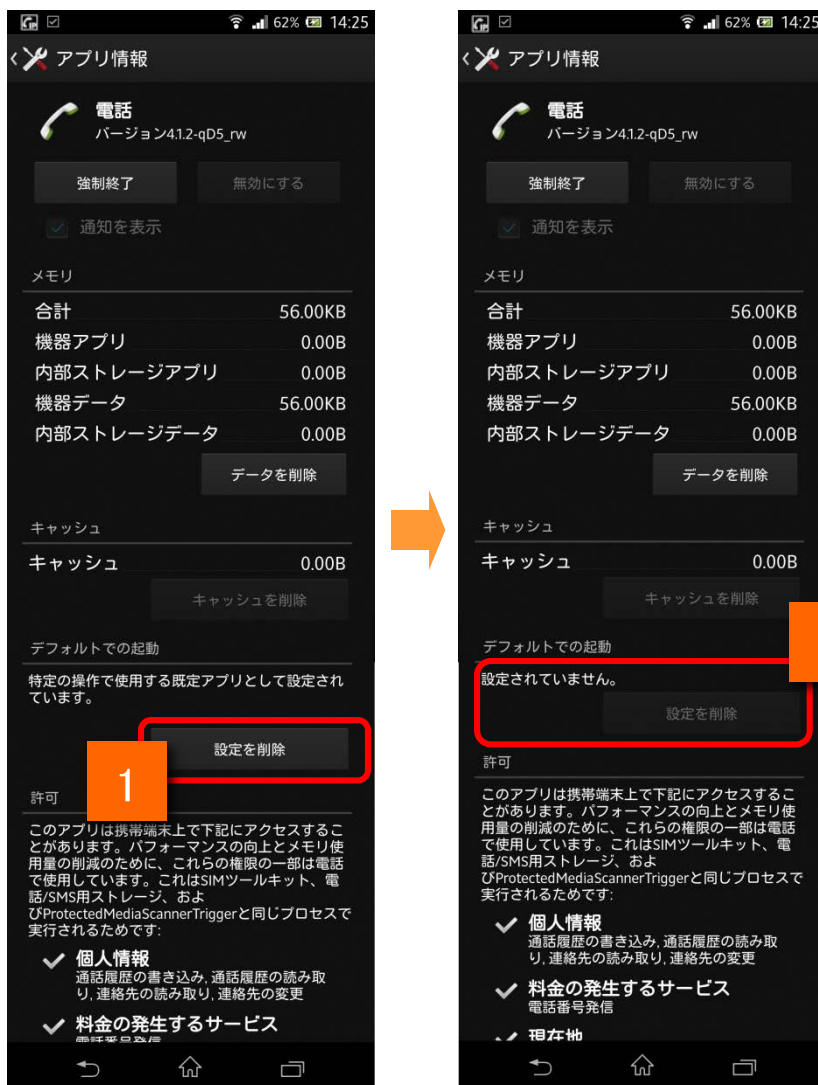 62% 14:25
アプリ情報
電話
バージョン4.1.2-qD5_rw
強制終了 無効にする
通知を表示
メモリ
合計 56.00KB
機器アプリ 0.00B
内部ストレージアプリ 0.00B
機器データ 56.00KB
内部ストレージデータ 0.00B
データを削除
キャッシュ
キャッシュ 0.00B
キャッシュを削除
デフォルトでの起動
特定の操作で使用する既定アプリとして設定され
ています。
設定を削除
1
許可
このアプリは携帯端末上で下記にアクセスするこ
とがあります。パフォーマンスの向上とメモリ使
用量の削減のために、これらの権限の一部は電話
で使用しています。これはSIMツールキット、電
話/SMS用ストレージ、およ
びProtectedMediaScannerTriggerと同じプロセスで
実行されるためです:
個人情報
通話履歴の書き込み, 通話履歴の読み取
り, 連絡先の読み取り, 連絡先の変更
料金の発生するサービス
電話番号発信
62% 14:25
アプリ情報
電話
バージョン4.1.2-qD5_rw
強制終了 無効にする
通知を表示
メモリ
合計 56.00KB
機器アプリ 0.00B
内部ストレージアプリ 0.00B
機器データ 56.00KB
内部ストレージデータ 0.00B
データを削除
キャッシュ
キャッシュ 0.00B
キャッシュを削除
デフォルトでの起動
設定されていません。
設定を削除
許可
このアプリは携帯端末上で下記にアクセスするこ
とがあります。パフォーマンスの向上とメモリ使
用量の削減のために、これらの権限の一部は電話
で使用しています。これはSIMツールキット、電
話/SMS用ストレージ、およ
びProtectedMediaScannerTriggerと同じプロセスで
実行されるためです:
個人情報
通話履歴の書き込み, 通話履歴の読み取
り, 連絡先の読み取り, 連絡先の変更
料金の発生するサービス
電話番号発信
現在地